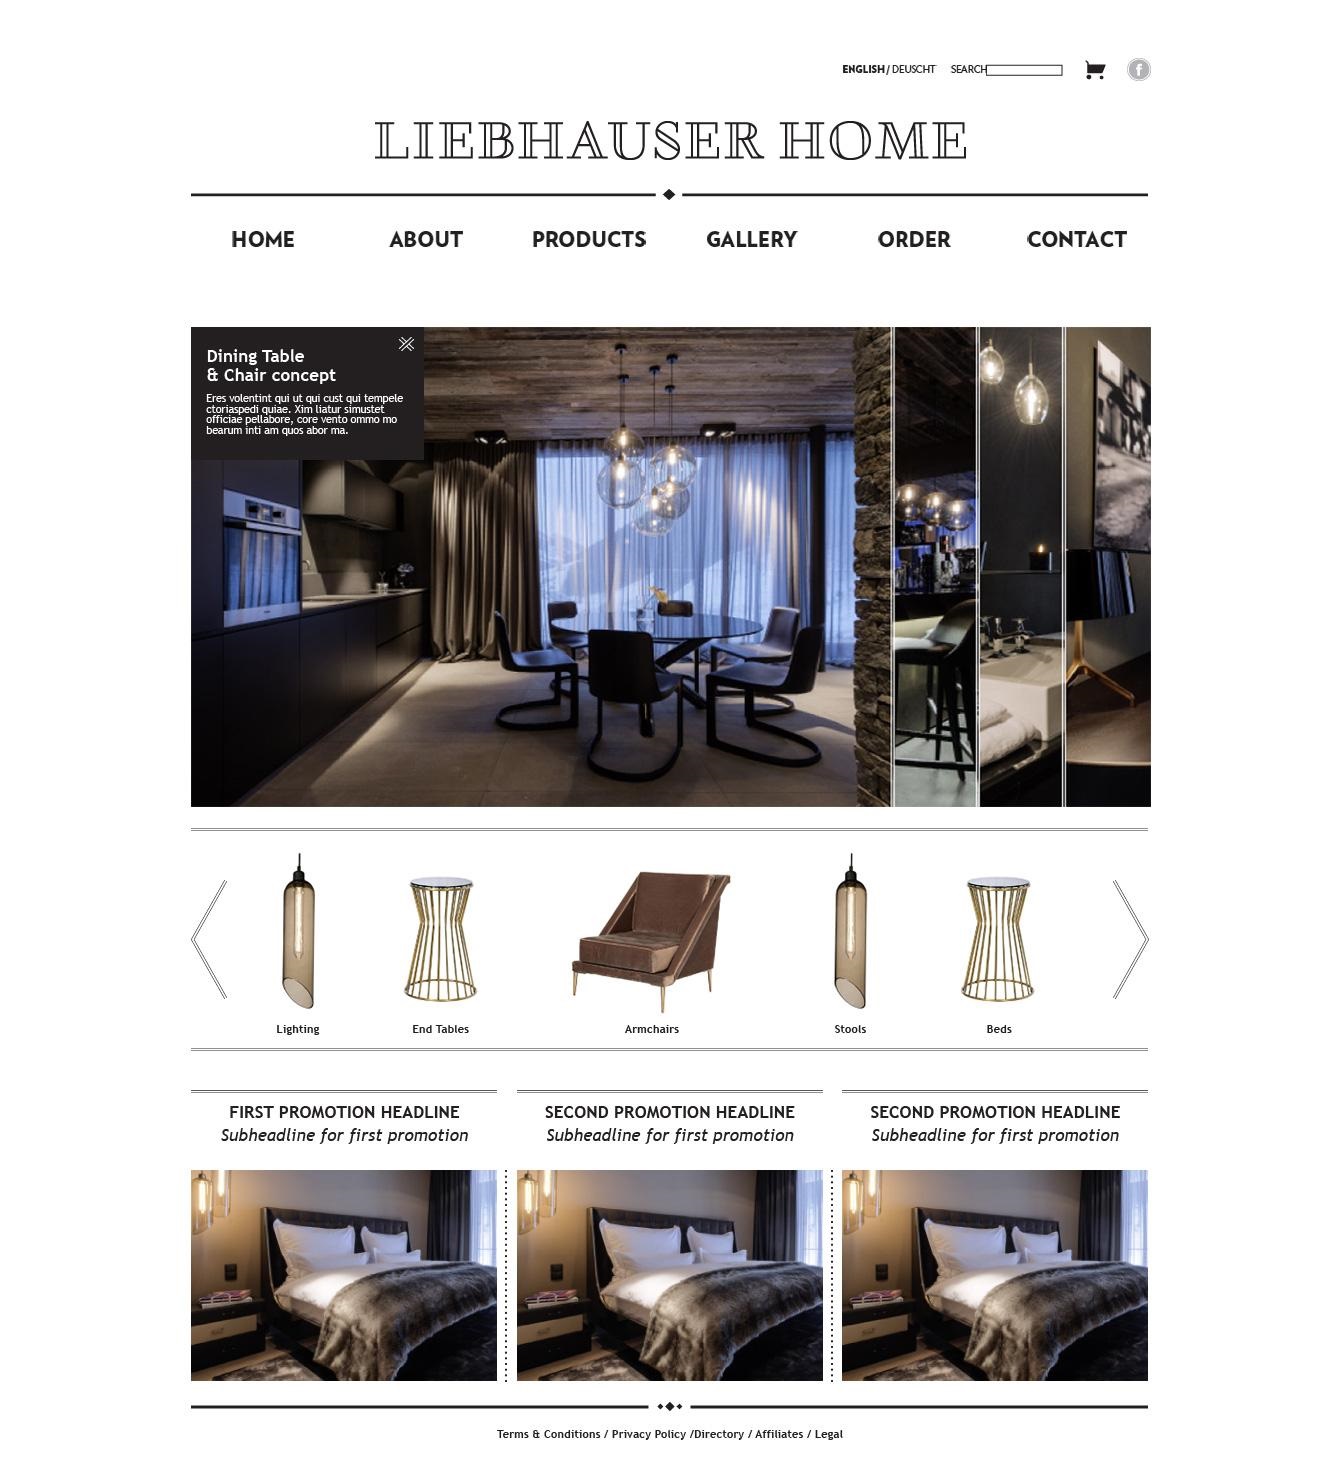 ENGLISH / DEUSCHT SEARCH
LIEBHAUSER HOME
HOME ABOUT PRODUCTS GALLERY ORDER CONTACT
Dining Table
& Chair concept
Eres volentint qui ut qui cust qui tempele
ctoriaspedi quiae. Xim liatur simustet
officiae pellabore, core vento ommo mo
bearum inti am quos abor ma.
Lighting End Tables Armchairs Stools Beds
FIRST PROMOTION HEADLINE
Subheadline for first promotion
SECOND PROMOTION HEADLINE
Subheadline for first promotion
SECOND PROMOTION HEADLINE
Subheadline for first promotion
Terms & Conditions / Privacy Policy /Directory / Affiliates / Legal